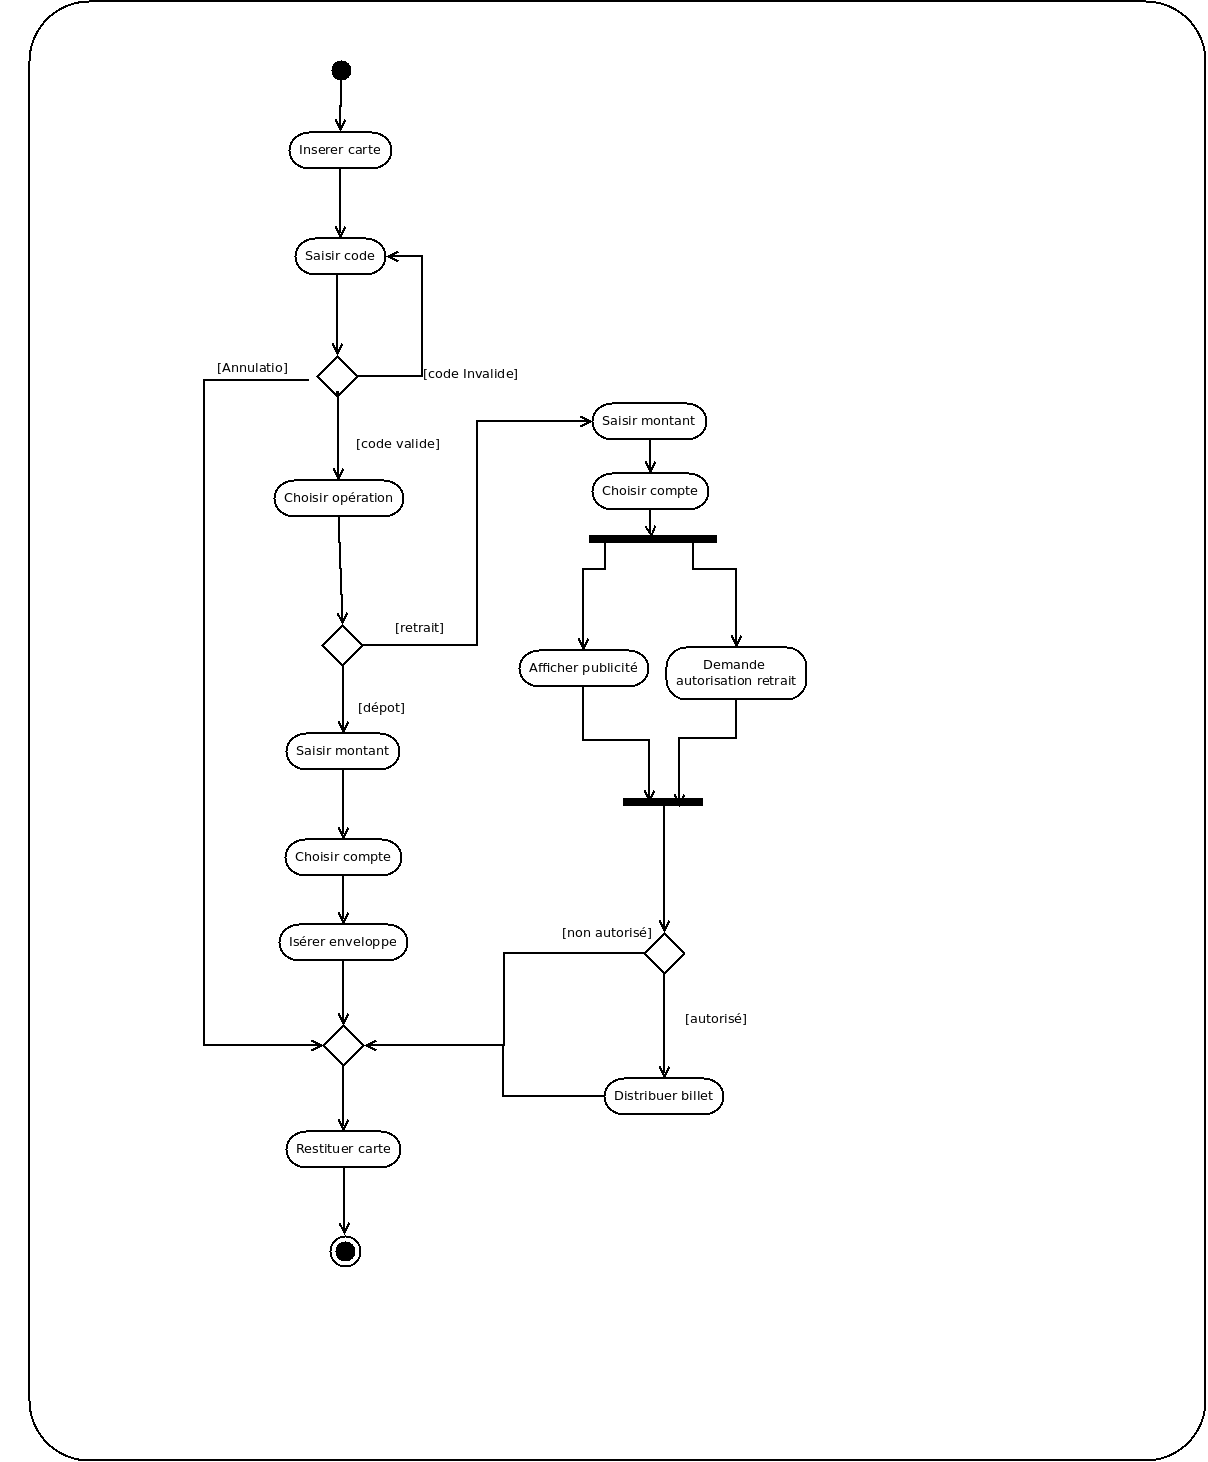 Inserer carte
Saisir code
[Annulatio]
[code Invalide]
[code valide]
Choisir opération
[retrait]
[dépot]
Saisir montant
Choisir compte
Isérer enveloppe
Saisir montant
Choisir compte
Afficher publicité
Demande
autorisation retrait
[non autorisé]
[autorisé]
Distribuer billet
Restituer carte